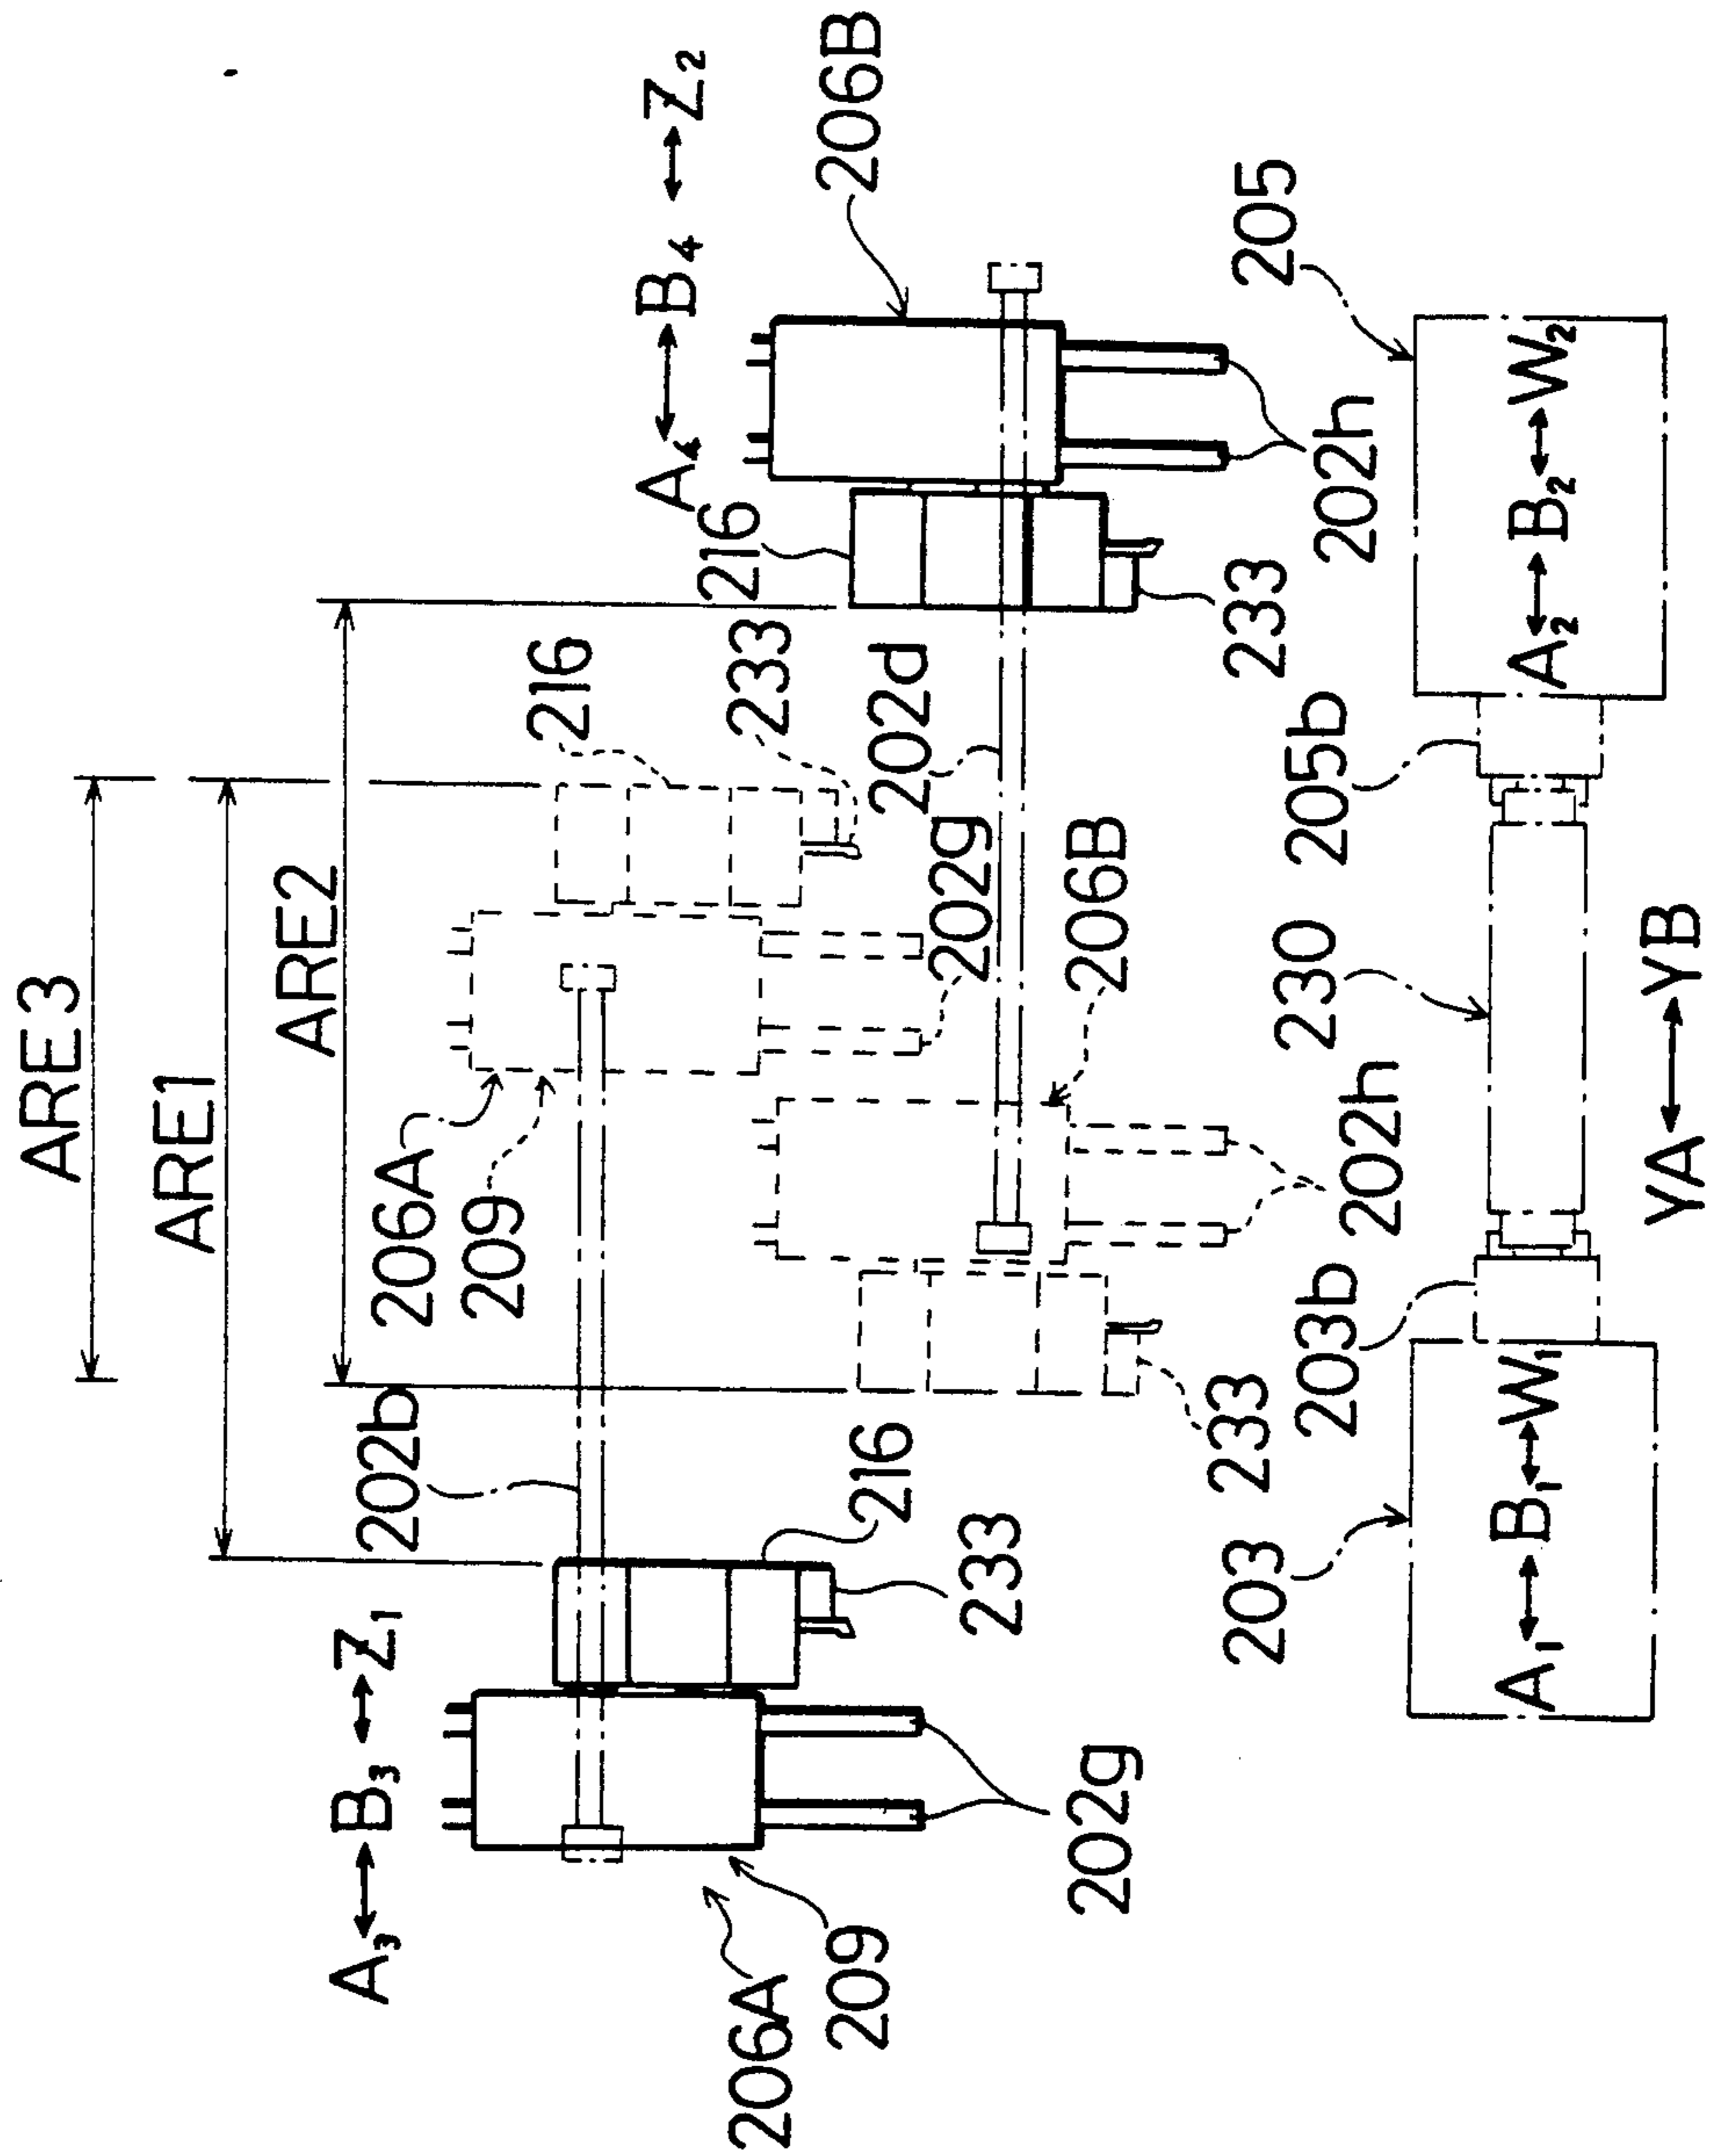 ARE3
ARE1
ARE2
A₃↔B₃↔Z₁
A₄↔B₄↔Z₂
206A
209
202b
216
233
216
233
216
206B
206A
209
202g
233
202d
202g
206B
202h
233
233
202h
203
203b
230
205b
205
A₁↔B₁↔W₁
A₂↔B₂↔W₂
YA↔YB